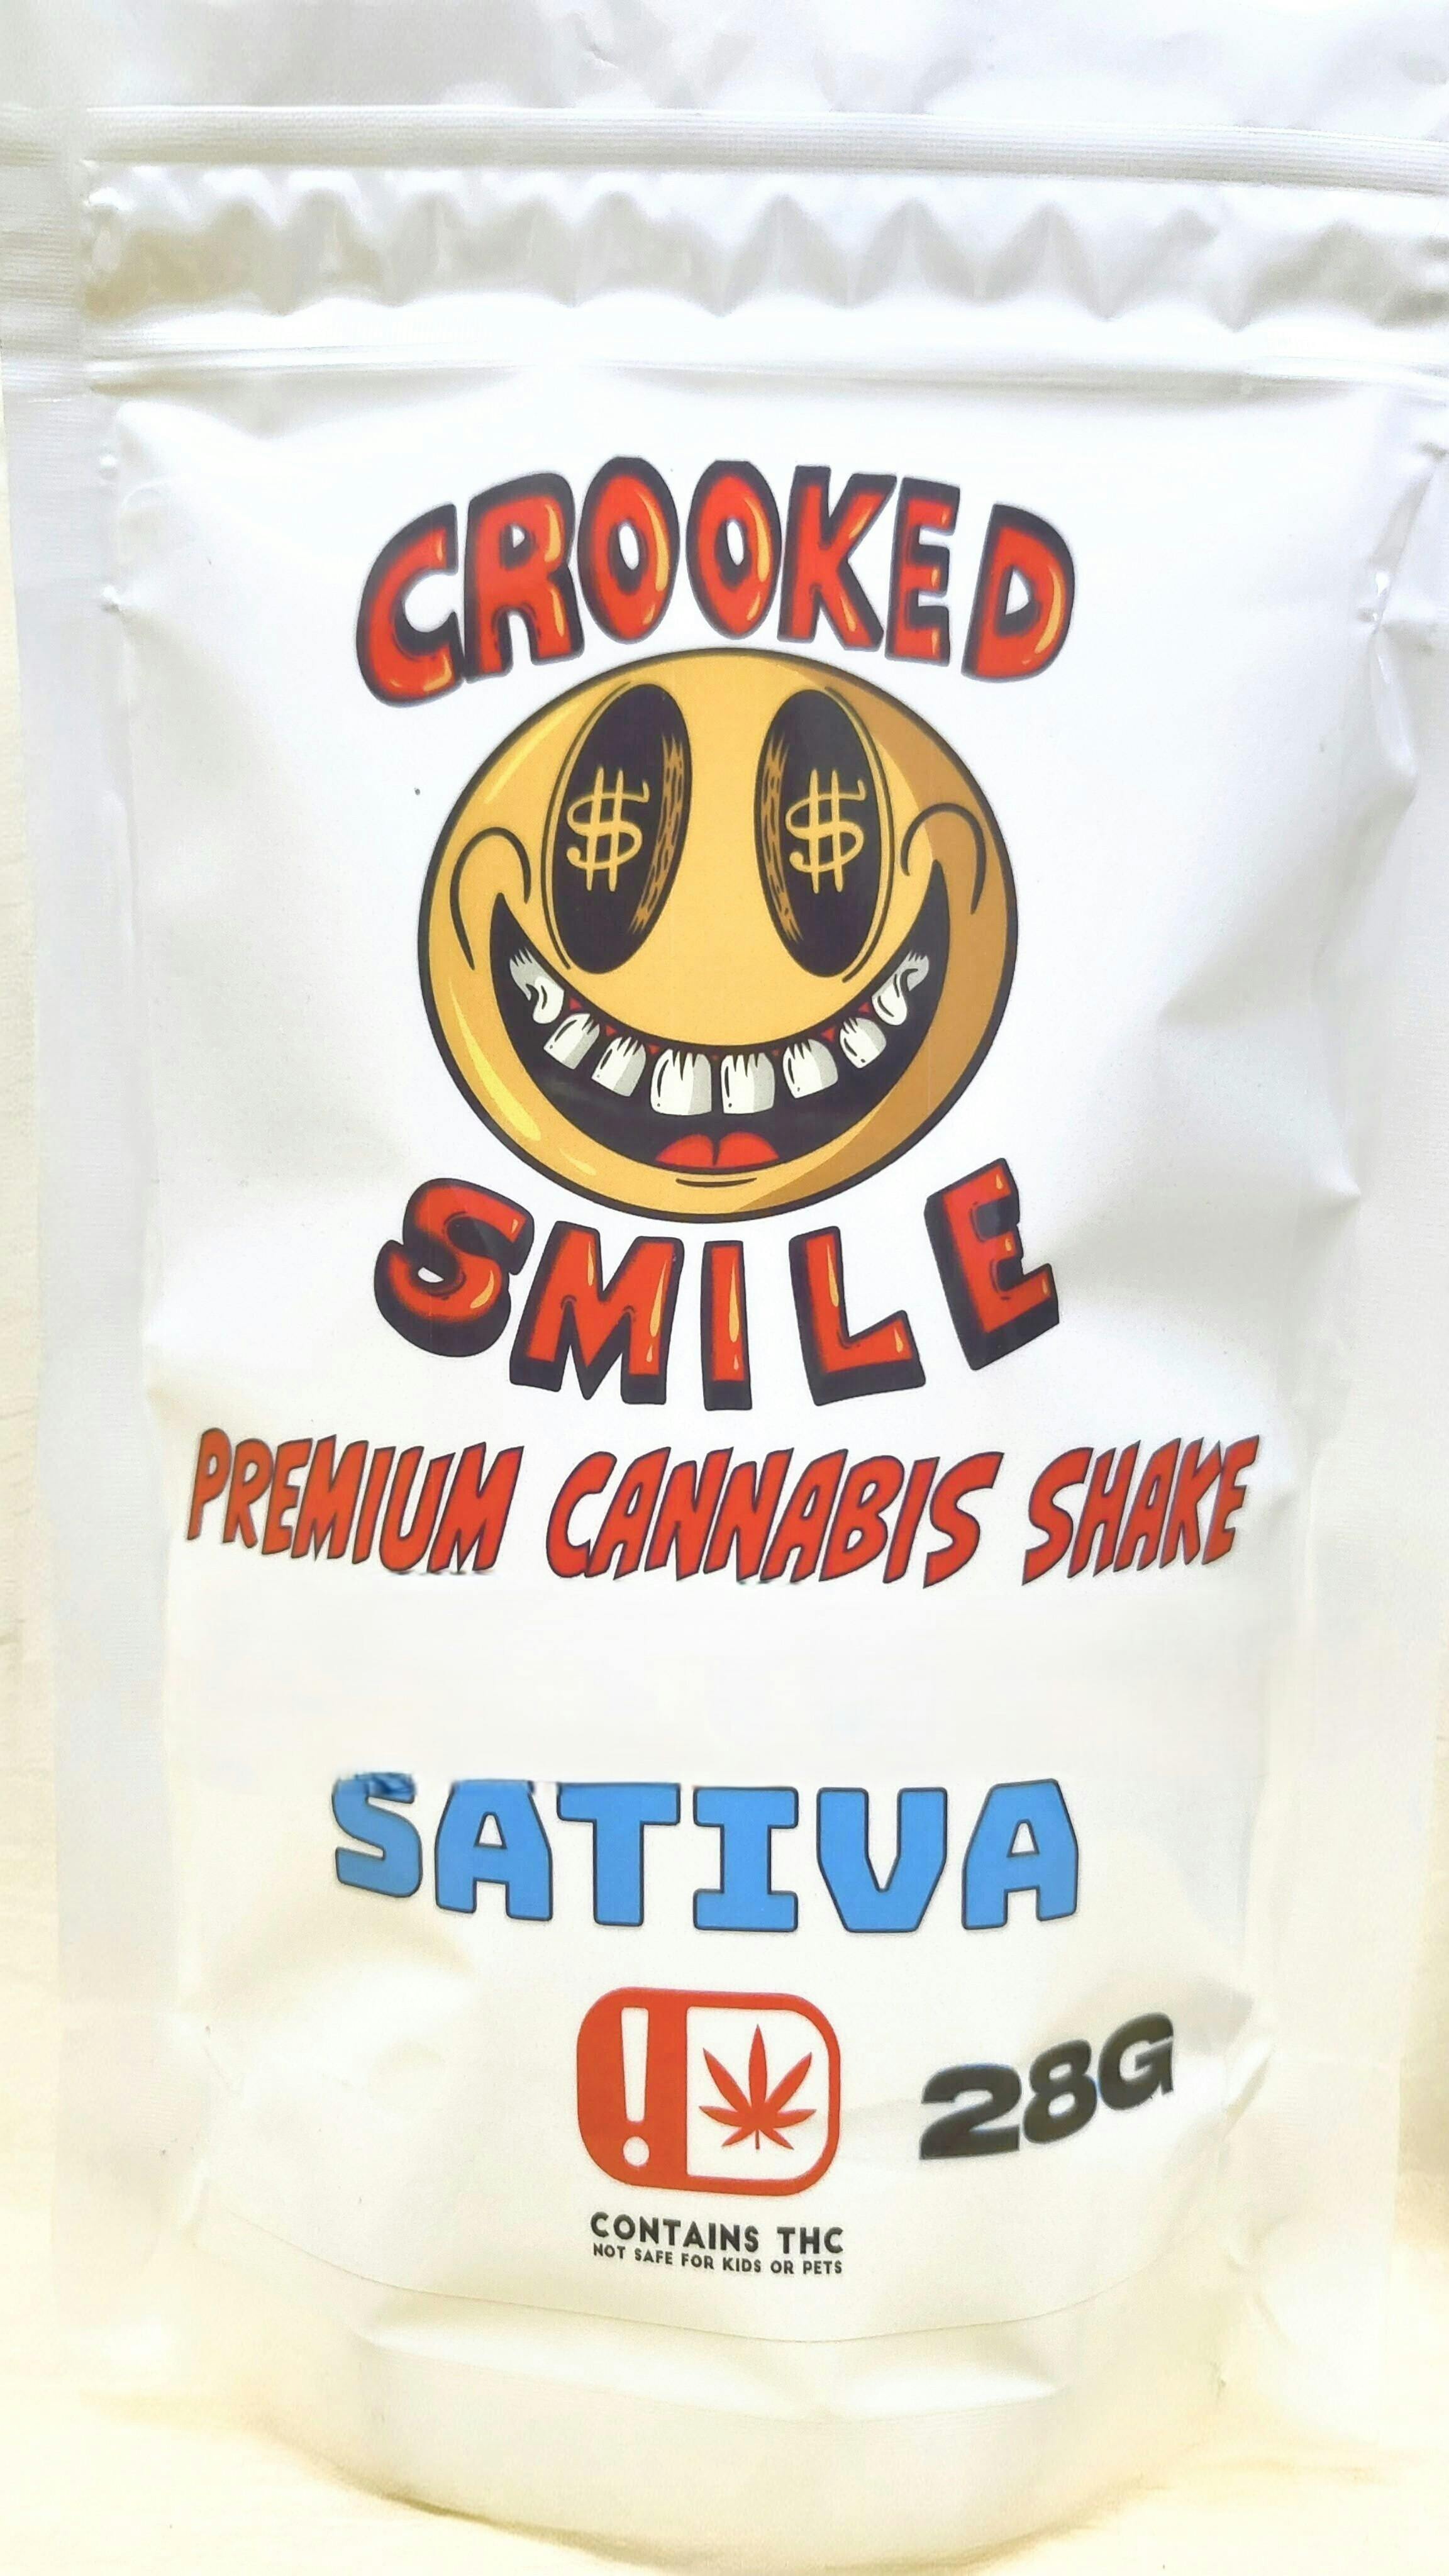 CROOKED
$ $
SMILE
PREMIUM CANNABIS SHAKE
SATIVA
!
28G
CONTAINS THC
NOT SAFE FOR KIDS OR PETS